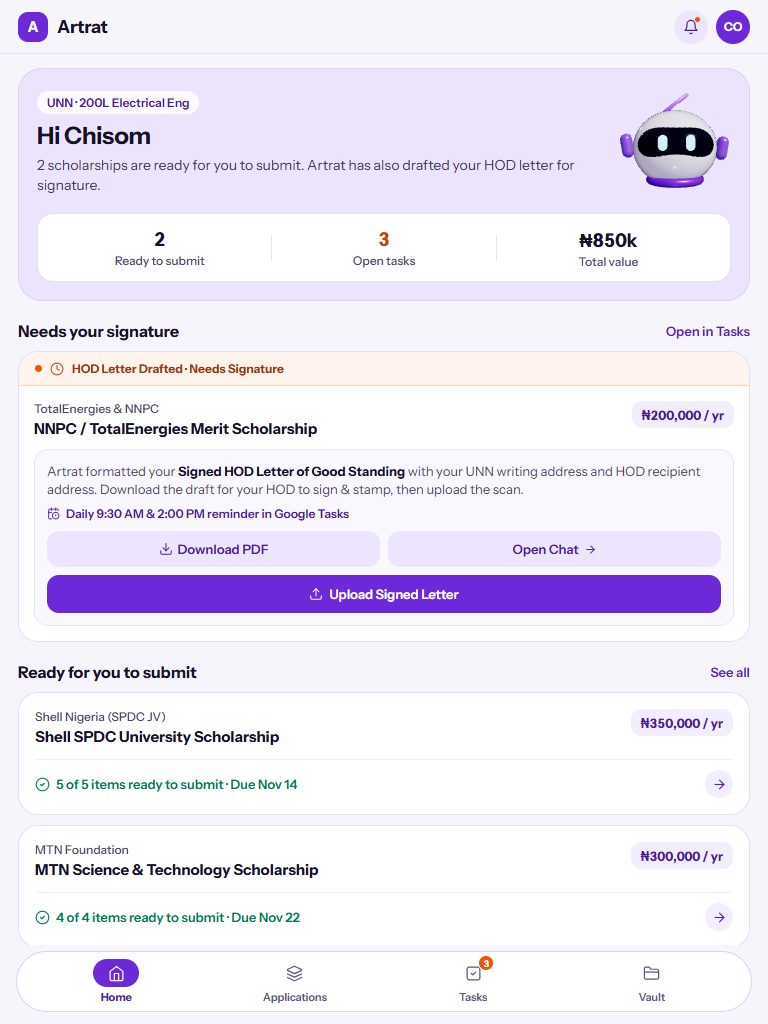 A Artrat
CO
UNN · 200L Electrical Eng
Hi Chisom
2 scholarships are ready for you to submit. Artrat has also drafted your HOD letter for
signature.
2
Ready to submit
3
Open tasks
₦850k
Total value
Needs your signature
Open in Tasks
HOD Letter Drafted · Needs Signature
TotalEnergies & NNPC
NNPC / TotalEnergies Merit Scholarship
₦200,000 / yr
Artrat formatted your Signed HOD Letter of Good Standing with your UNN writing address and HOD recipient
address. Download the draft for your HOD to sign & stamp, then upload the scan.
Daily 9:30 AM & 2:00 PM reminder in Google Tasks
Download PDF
Open Chat →
Upload Signed Letter
Ready for you to submit
See all
Shell Nigeria (SPDC JV)
Shell SPDC University Scholarship
₦350,000 / yr
5 of 5 items ready to submit · Due Nov 14
MTN Foundation
MTN Science & Technology Scholarship
₦300,000 / yr
4 of 4 items ready to submit · Due Nov 22
Home
Applications
3
Tasks
Vault